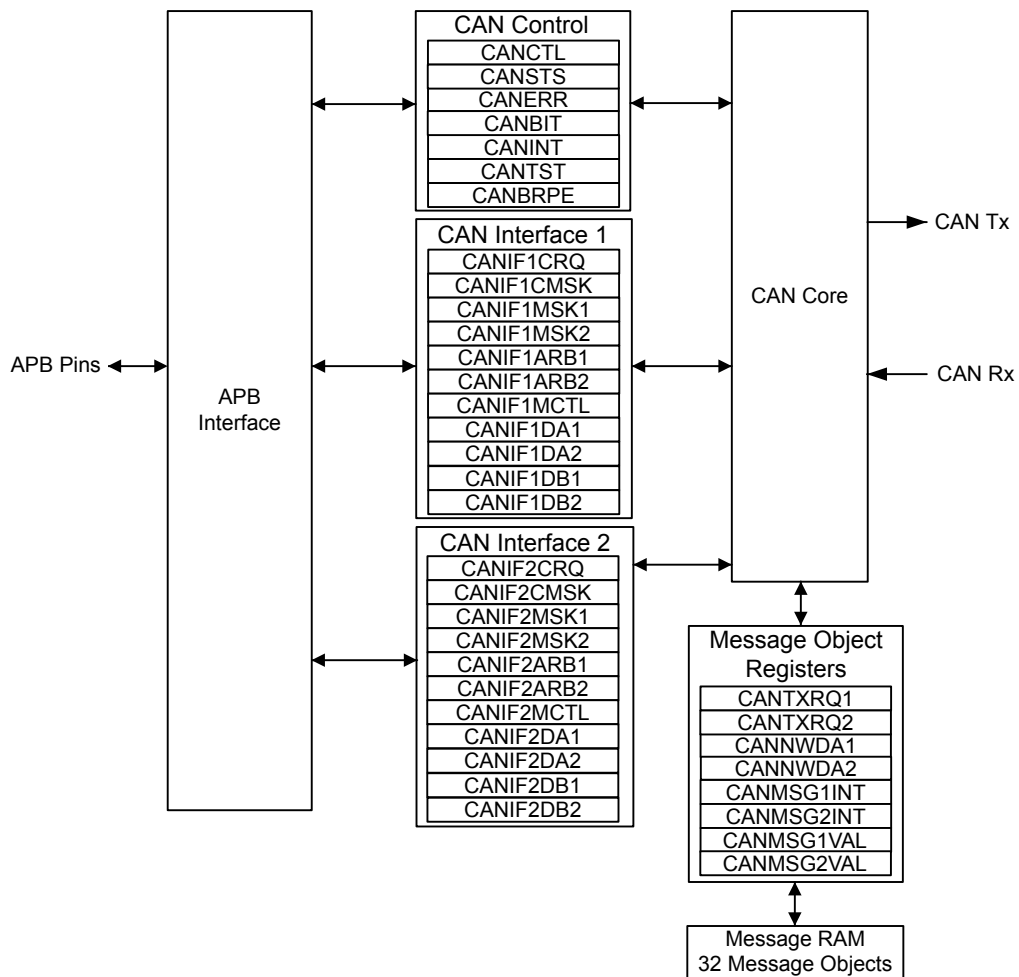 APB Pins
APB
Interface
CAN Control
CANCTL
CANSTS
CANERR
CANBIT
CANINT
CANTST
CANBRPE
CAN Interface 1
CANIF1CRQ
CANIF1CMSK
CANIF1MSK1
CANIF1MSK2
CANIF1ARB1
CANIF1ARB2
CANIF1MCTL
CANIF1DA1
CANIF1DA2
CANIF1DB1
CANIF1DB2
CAN Interface 2
CANIF2CRQ
CANIF2CMSK
CANIF2MSK1
CANIF2MSK2
CANIF2ARB1
CANIF2ARB2
CANIF2MCTL
CANIF2DA1
CANIF2DA2
CANIF2DB1
CANIF2DB2
CAN Core
CAN Tx
CAN Rx
Message Object
Registers
CANTXRQ1
CANTXRQ2
CANNWDA1
CANNWDA2
CANMSG1INT
CANMSG2INT
CANMSG1VAL
CANMSG2VAL
Message RAM
32 Message Objects